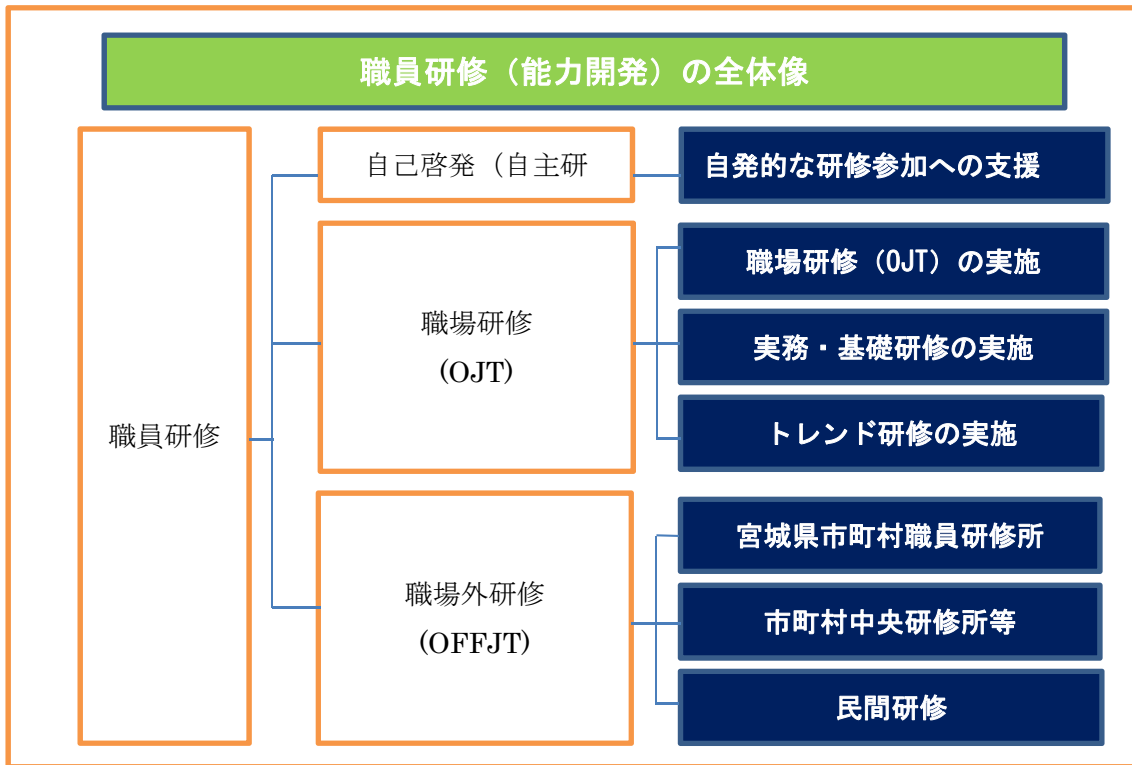 職員研修（能力開発）の全体像
職員研修
自己啓発（自主研
自発的な研修参加への支援
職場研修
(OJT)
職場研修（OJT）の実施
実務・基礎研修の実施
トレンド研修の実施
職場外研修
(OFFJT)
宮城県市町村職員研修所
市町村中央研修所等
民間研修